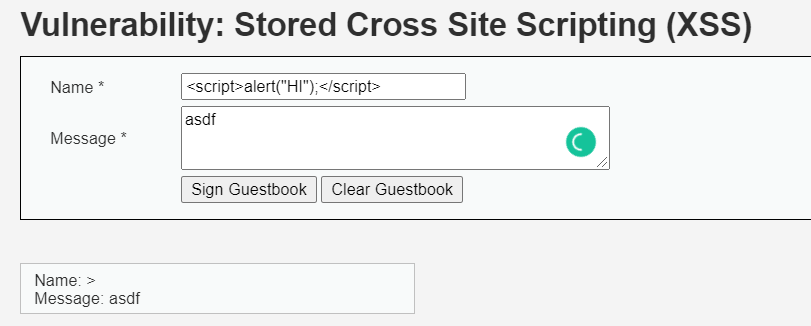 Vulnerability: Stored Cross Site Scripting (XSS)
Name * <script>alert("HI");</script>
Message * asdf
Sign Guestbook Clear Guestbook
Name: >
Message: asdf